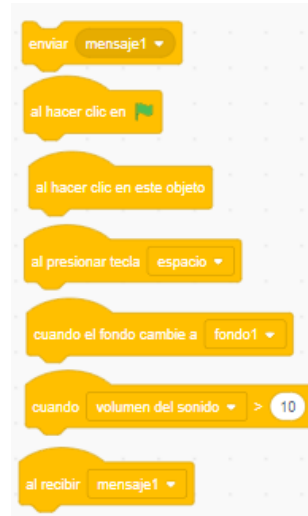 enviar mensaje1
al hacer clic en
al hacer clic en este objeto
al presionar tecla espacio
cuando el fondo cambie a fondo1
cuando volumen del sonido > 10
al recibir mensaje1